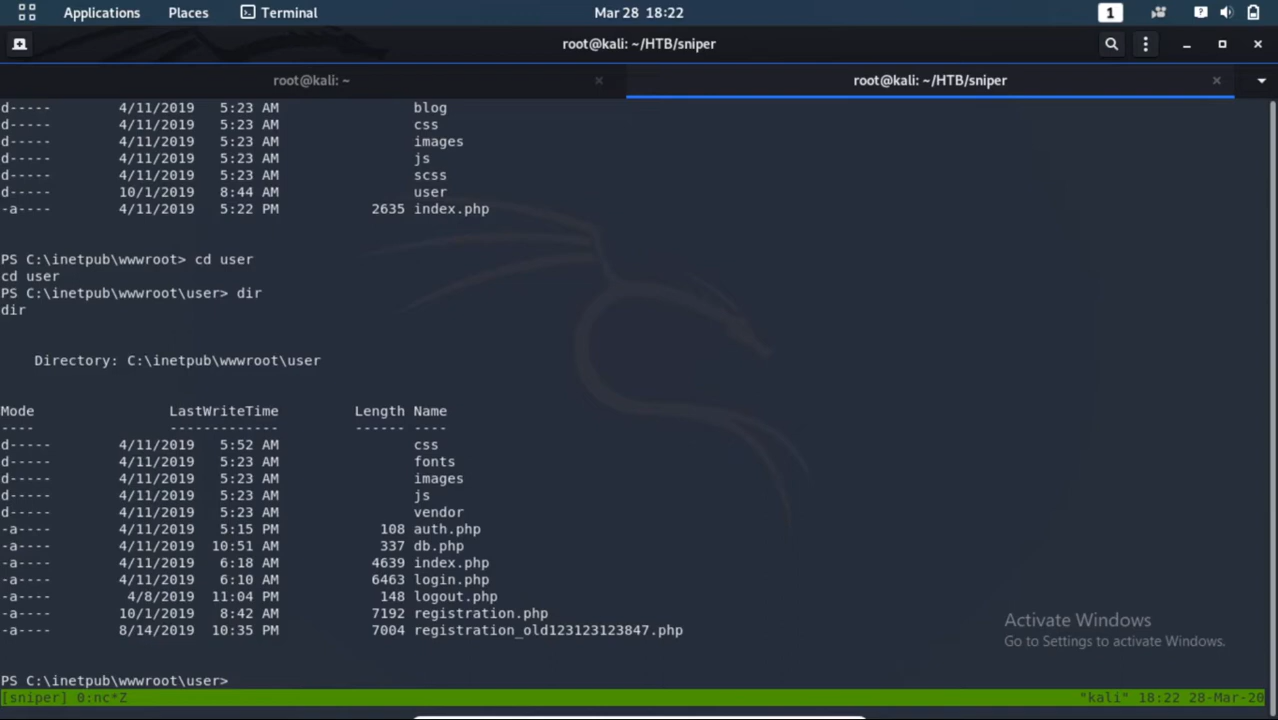 Applications Places Terminal Mar 28 18:22 1
root@kali: ~/HTB/sniper
root@kali: ~ root@kali: ~/HTB/sniper
d----- 4/11/2019 5:23 AM blog
d----- 4/11/2019 5:23 AM css
d----- 4/11/2019 5:23 AM images
d----- 4/11/2019 5:23 AM js
d----- 4/11/2019 5:23 AM scss
d----- 10/1/2019 8:44 AM user
-a---- 4/11/2019 5:22 PM 2635 index.php
PS C:\inetpub\wwwroot> cd user
cd user
PS C:\inetpub\wwwroot\user> dir
dir
Directory: C:\inetpub\wwwroot\user
Mode LastWriteTime Length Name
---- ------------- ------ ----
d----- 4/11/2019 5:52 AM css
d----- 4/11/2019 5:23 AM fonts
d----- 4/11/2019 5:23 AM images
d----- 4/11/2019 5:23 AM js
d----- 4/11/2019 5:23 AM vendor
-a---- 4/11/2019 5:15 PM 108 auth.php
-a---- 4/11/2019 10:51 AM 337 db.php
-a---- 4/11/2019 6:18 AM 4639 index.php
-a---- 4/11/2019 6:10 AM 6463 login.php
-a---- 4/8/2019 11:04 PM 148 logout.php
-a---- 10/1/2019 8:42 AM 7192 registration.php
-a---- 8/14/2019 10:35 PM 7004 registration_old123123123847.php
Activate Windows
Go to Settings to activate Windows.
PS C:\inetpub\wwwroot\user>
[sniper] 0:nc*Z "kali" 18:22 28-Mar-20